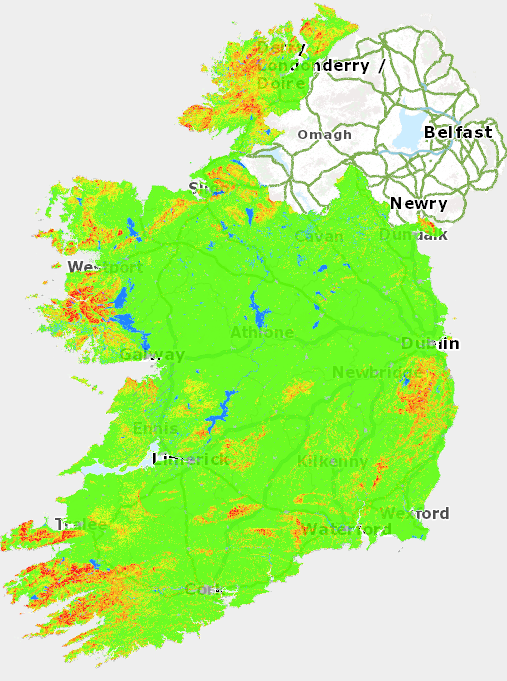 Derry
Londonderry /
Doire
Omagh
Belfast
Newry
Cavan
Dundalk
Westport
Athlone
Dublin
Galway
Newbridge
Ennis
Limerick
Kilkenny
Tralee
Wexford
Waterford
Cork